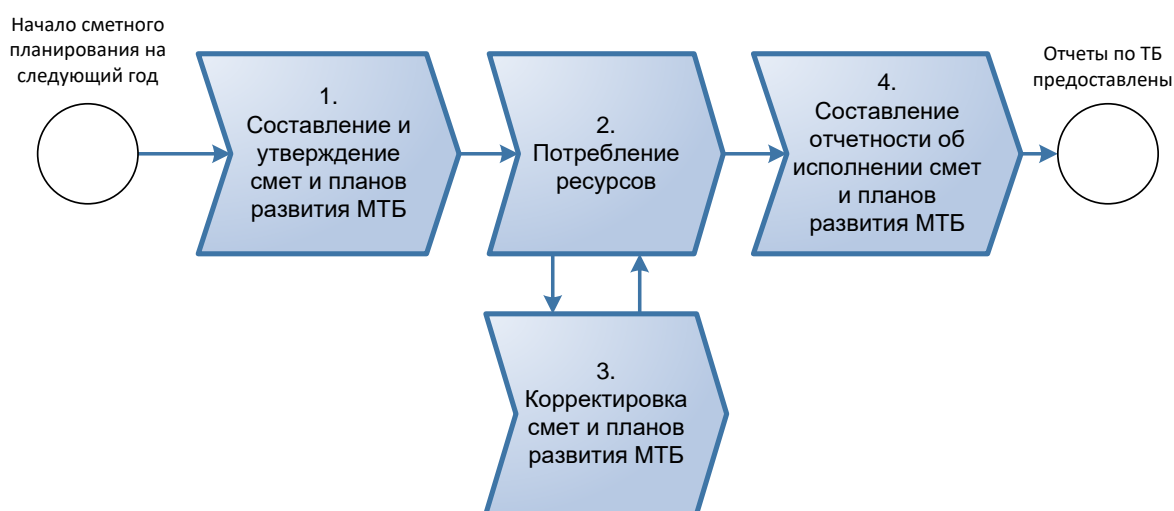 Начало сметного
планирования на
следующий год
1.
Составление и
утверждение
смет и планов
развития МТБ
2.
Потребление
ресурсов
4.
Составление
отчетности об
исполнении смет
и планов
развития МТБ
Отчеты по ТБ
предоставлены
3.
Корректировка
смет и планов
развития МТБ